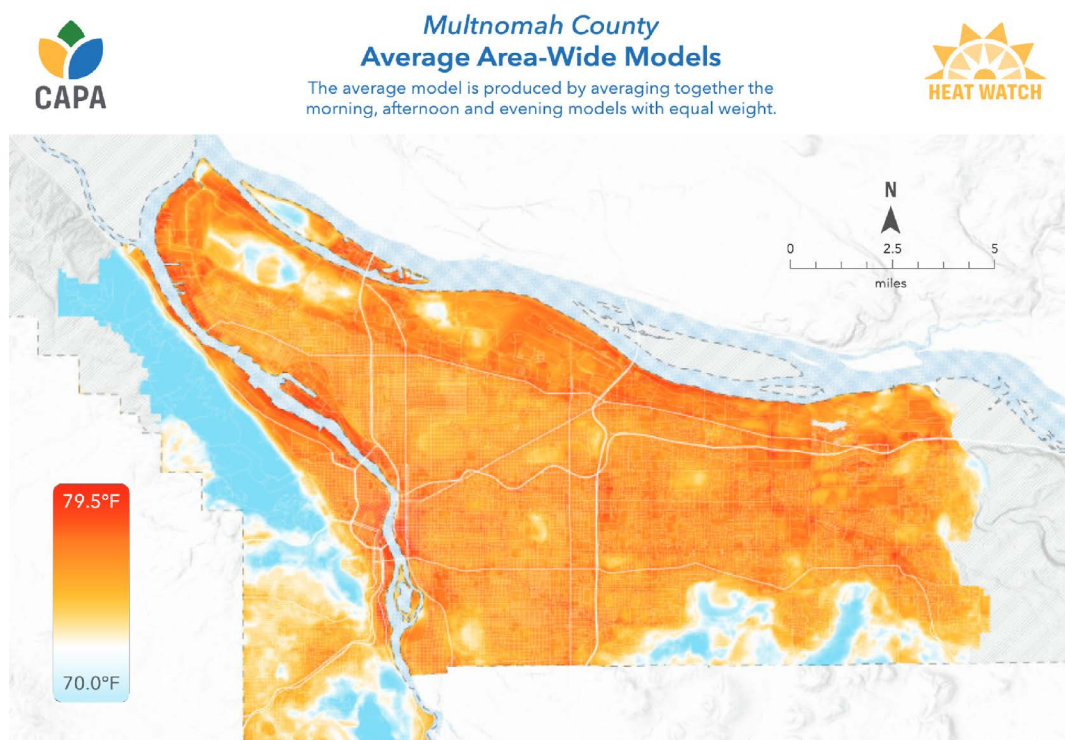 CAPA
Multnomah County
Average Area-Wide Models
The average model is produced by averaging together the
morning, afternoon and evening models with equal weight.
HEAT WATCH
N
0 2.5 5
miles
79.5°F
70.0°F